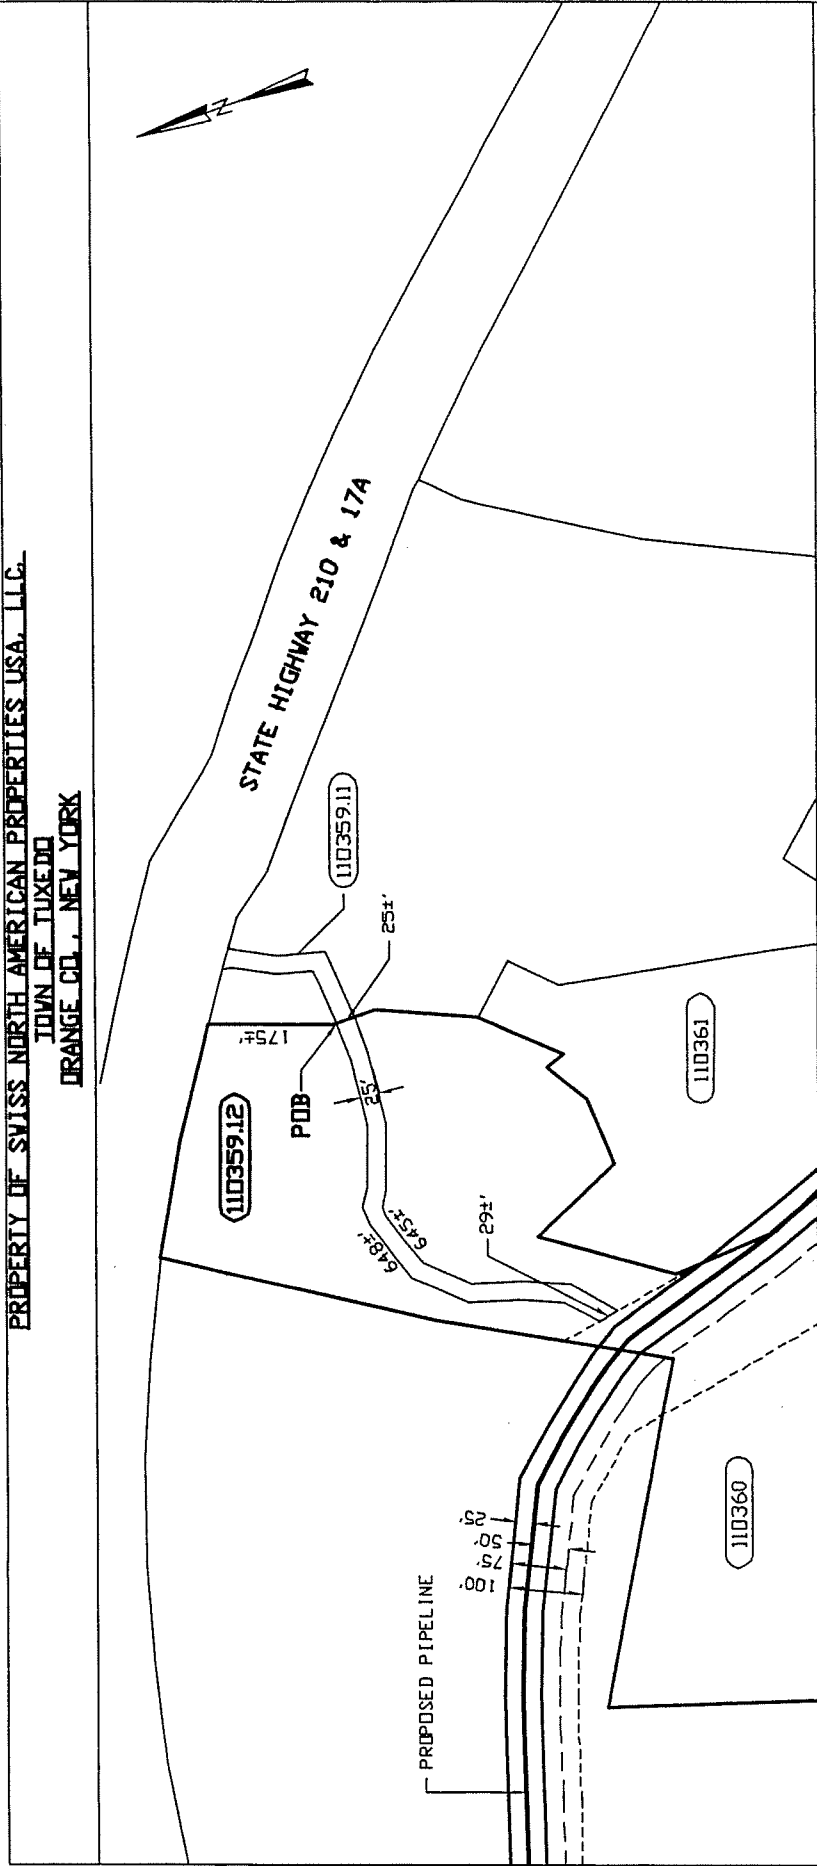 PROPERTY OF SWISS NORTH AMERICAN PROPERTIES USA, LLC.
TOWN OF TUXEDO
ORANGE CO., NEW YORK
N
STATE HIGHWAY 210 & 17A
110359.11
25±'
175±'
POB
25'
110359.12
110361
648±'
645±'
29±'
25'
50'
75'
100'
PROPOSED PIPELINE
110360